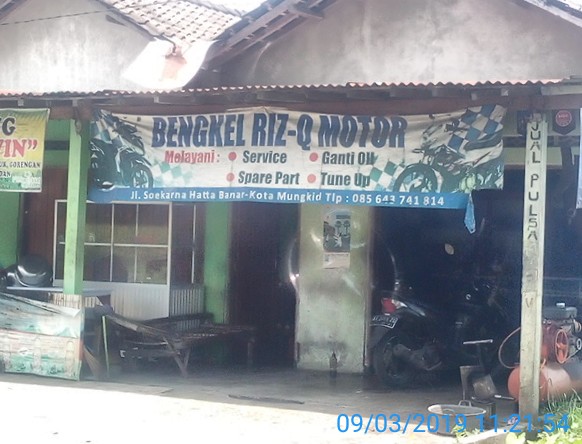 BENGKEL RIZ-Q MOTOR
Melayani :
Service
Ganti Oli
Spare Part
Tune Up
Jl. Soekarna Hatta Banar-Kota Mungkid Tlp : 085 643 741 814
JUAL PULSA
GORENGAN
09/03/2019 11:21:54